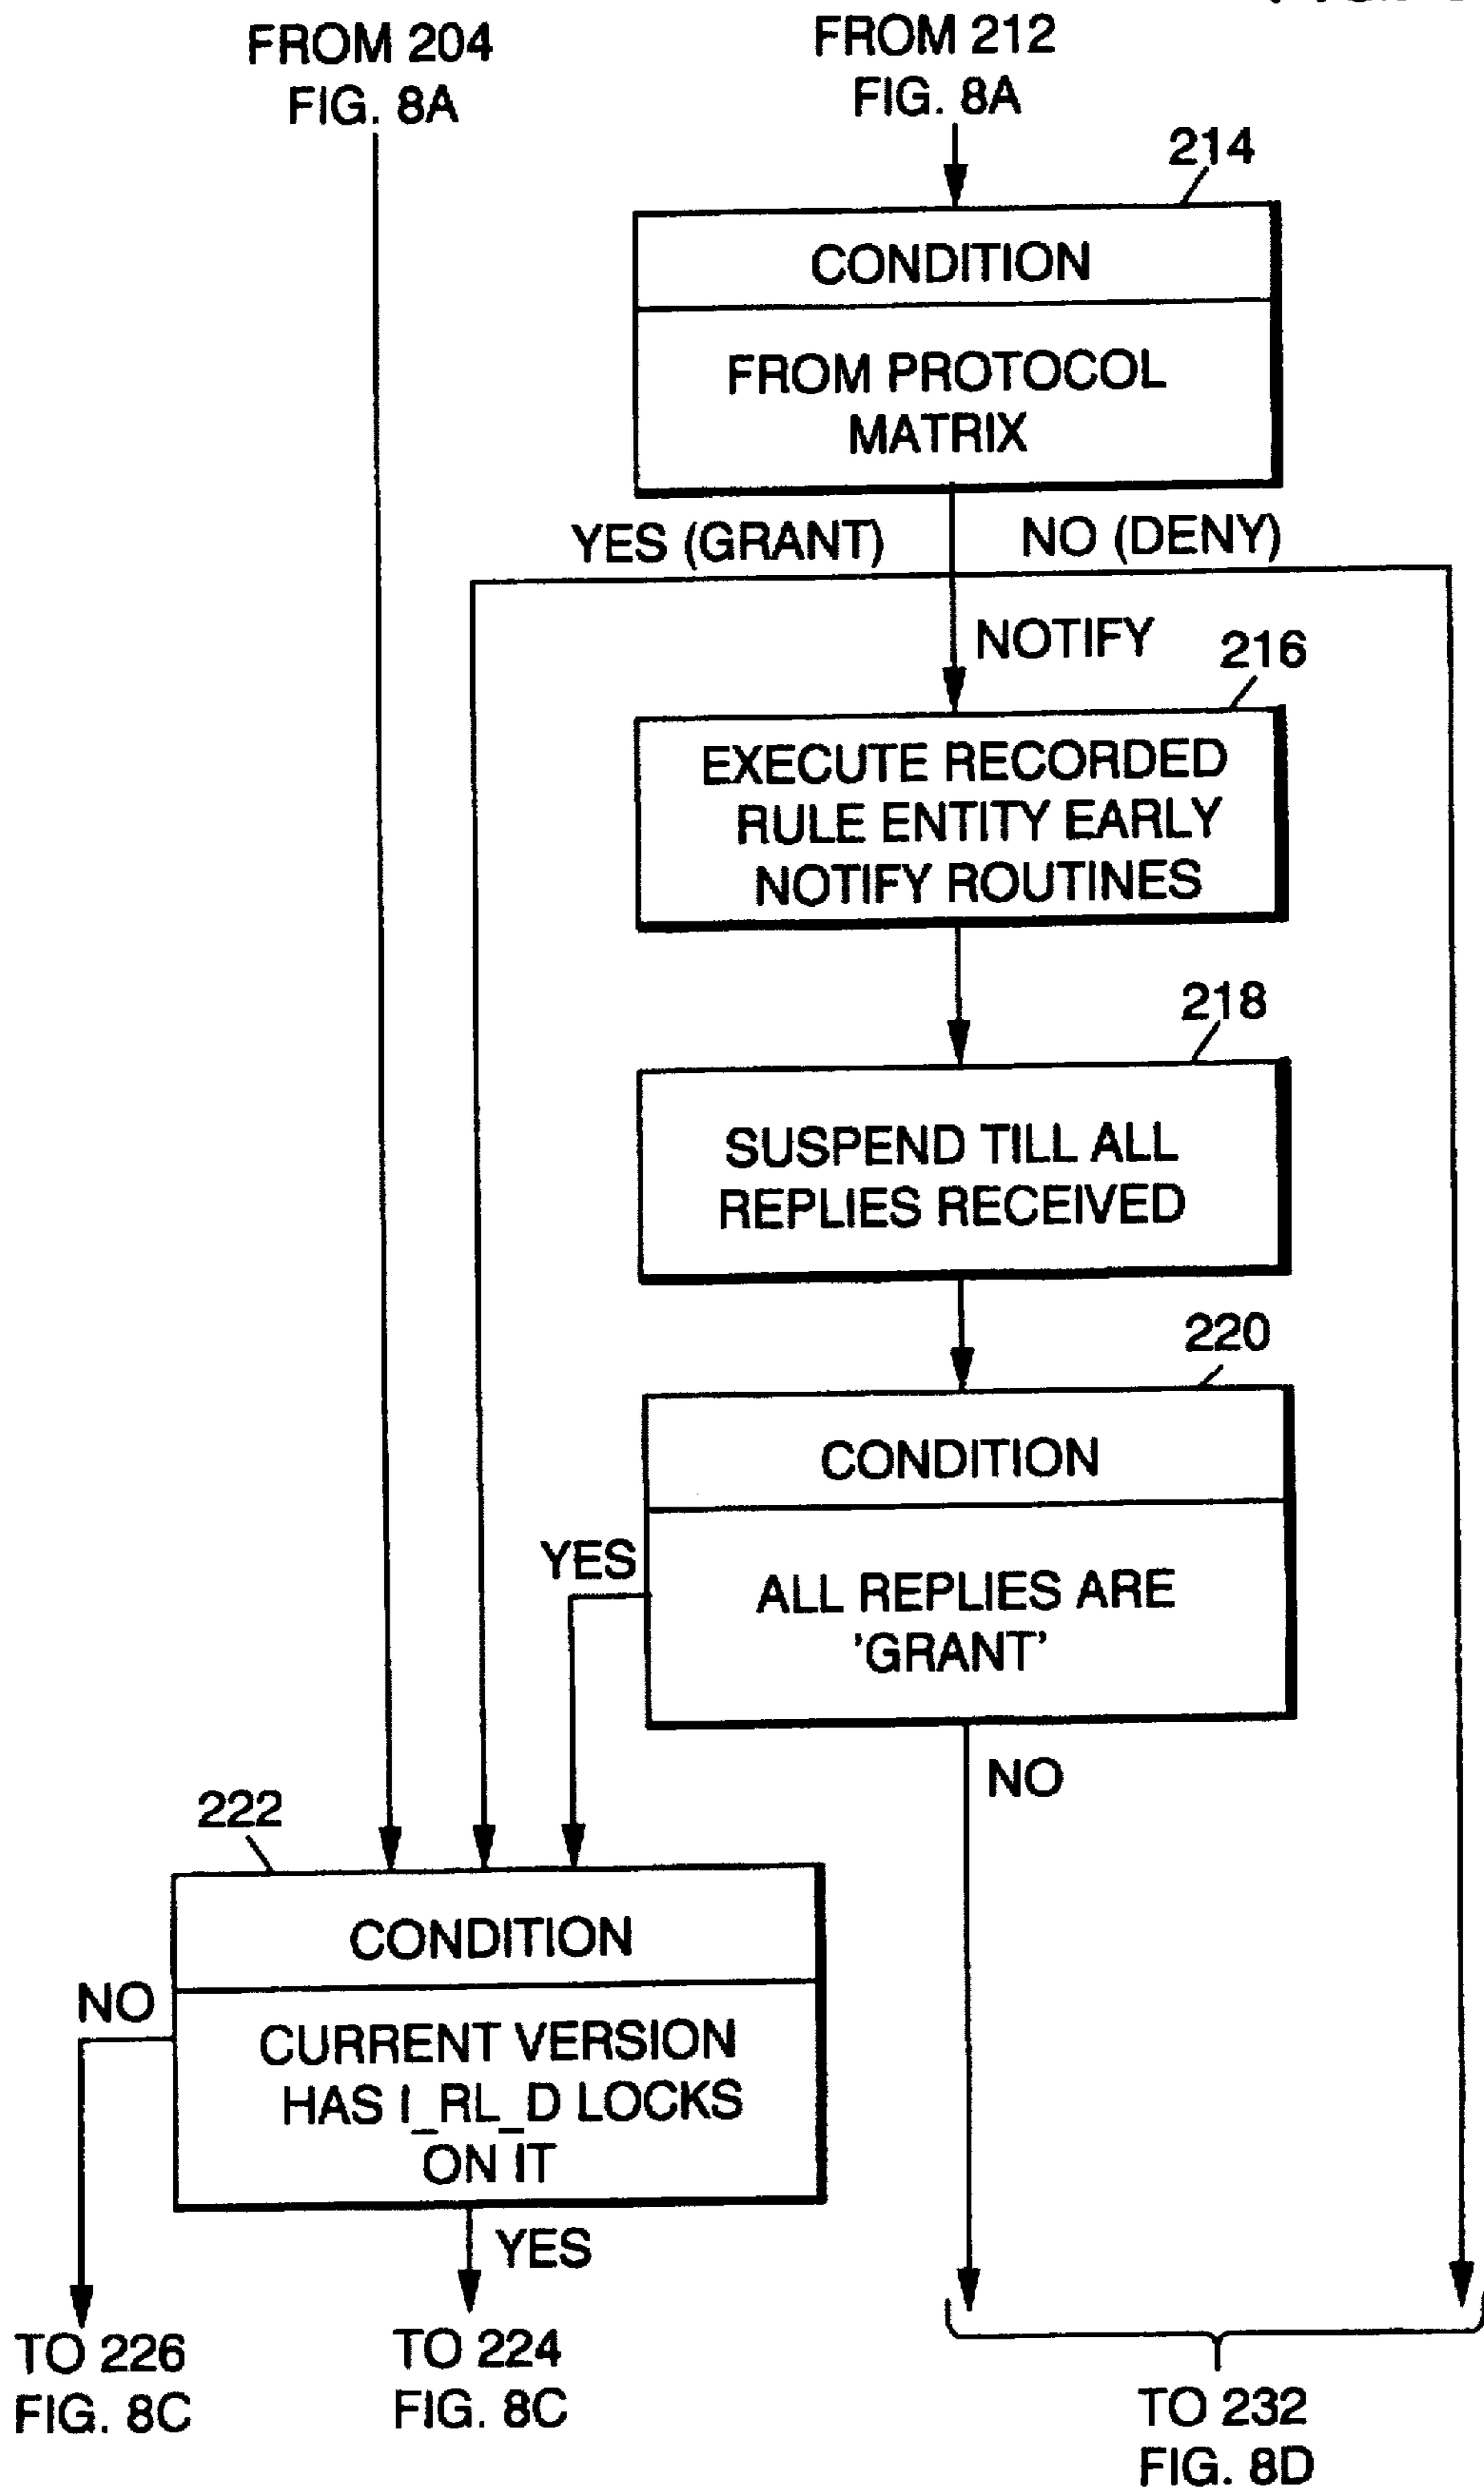 FROM 204
FIG. 8A
FROM 212
FIG. 8A
214
CONDITION
FROM PROTOCOL
MATRIX
YES (GRANT)
NO (DENY)
NOTIFY
216
EXECUTE RECORDED
RULE ENTITY EARLY
NOTIFY ROUTINES
218
SUSPEND TILL ALL
REPLIES RECEIVED
220
CONDITION
YES
ALL REPLIES ARE
'GRANT'
NO
222
CONDITION
NO
CURRENT VERSION
HAS I_RL_D LOCKS
ON IT
YES
TO 226
FIG. 8C
TO 224
FIG. 8C
TO 232
FIG. 8D